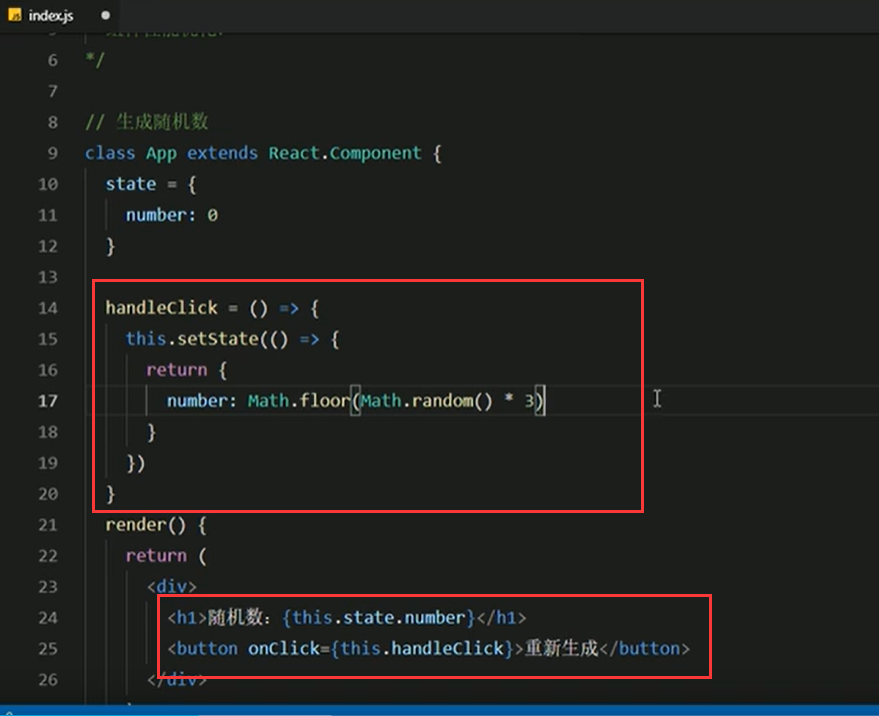 index.js
6 */
7
8 // 生成随机数
9 class App extends React.Component {
10 state = {
11 number: 0
12 }
13
14 handleClick = () => {
15 this.setState(() => {
16 return {
17 number: Math.floor(Math.random() * 3)
18 }
19 })
20 }
21 render() {
22 return (
23 <div>
24 <h1>随机数：{this.state.number}</h1>
25 <button onClick={this.handleClick}>重新生成</button>
26 </div>